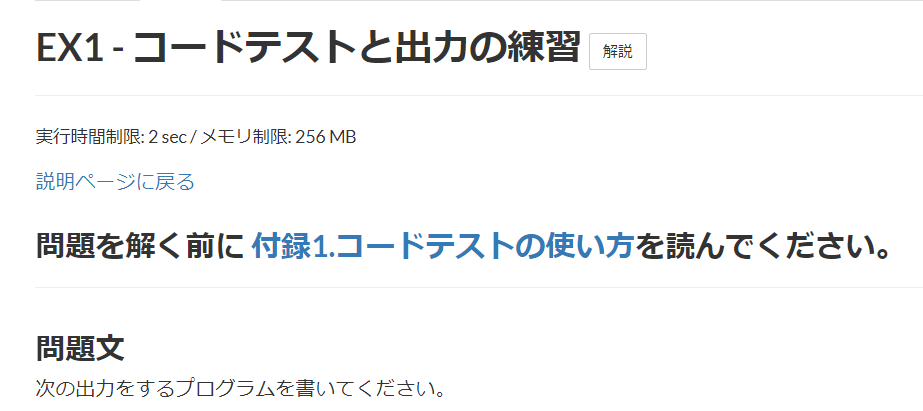 EX1 - コードテストと出力の練習 解説
実行時間制限: 2 sec / メモリ制限: 256 MB
説明ページに戻る
問題を解く前に 付録1.コードテストの使い方を読んでください。
問題文
次の出力をするプログラムを書いてください。